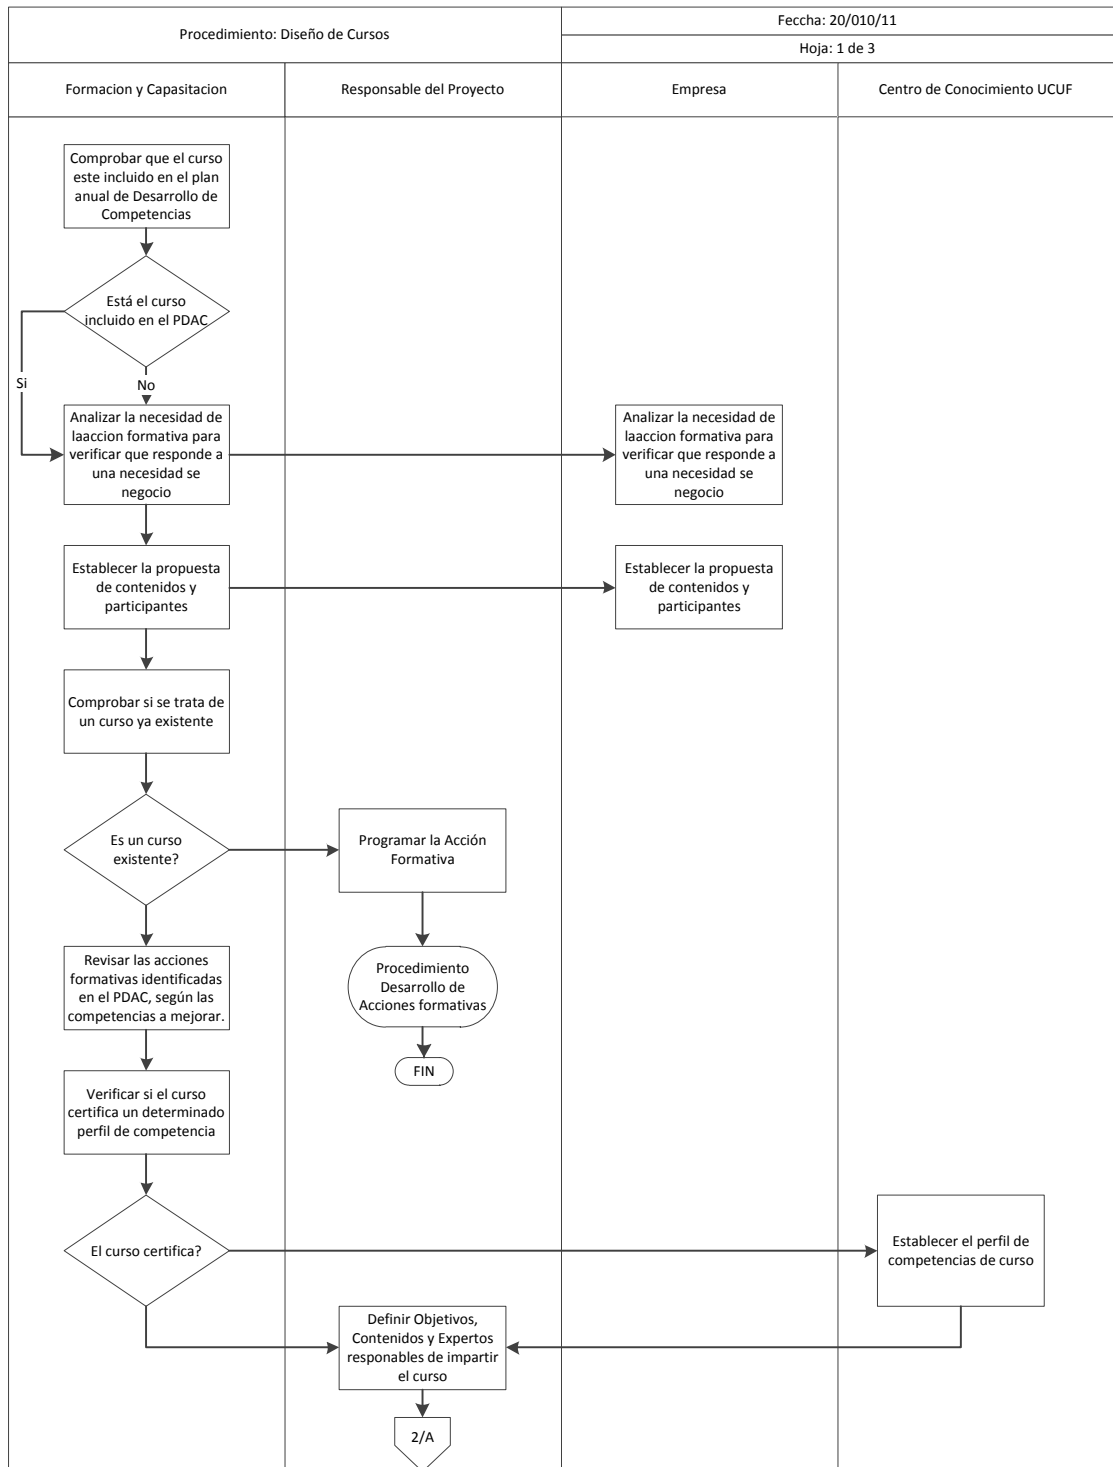 Procedimiento: Diseño de Cursos
Feccha: 20/010/11
Hoja: 1 de 3
Formacion y Capasitacion
Responsable del Proyecto
Empresa
Centro de Conocimiento UCUF
Comprobar que el curso
este incluido en el plan
anual de Desarrollo de
Competencias
Está el curso
incluido en el PDAC
Si
No
Analizar la necesidad de
laaccion formativa para
verificar que responde a
una necesidad se
negocio
Analizar la necesidad de
laaccion formativa para
verificar que responde a
una necesidad se
negocio
Establecer la propuesta
de contenidos y
participantes
Establecer la propuesta
de contenidos y
participantes
Comprobar si se trata de
un curso ya existente
Es un curso
existente?
Programar la Acción
Formativa
Revisar las acciones
formativas identificadas
en el PDAC, según las
competencias a mejorar.
Procedimiento
Desarrollo de
Acciones formativas
FIN
Verificar si el curso
certifica un determinado
perfil de competencia
El curso certifica?
Establecer el perfil de
competencias de curso
Definir Objetivos,
Contenidos y Expertos
responables de impartir
el curso
2/A